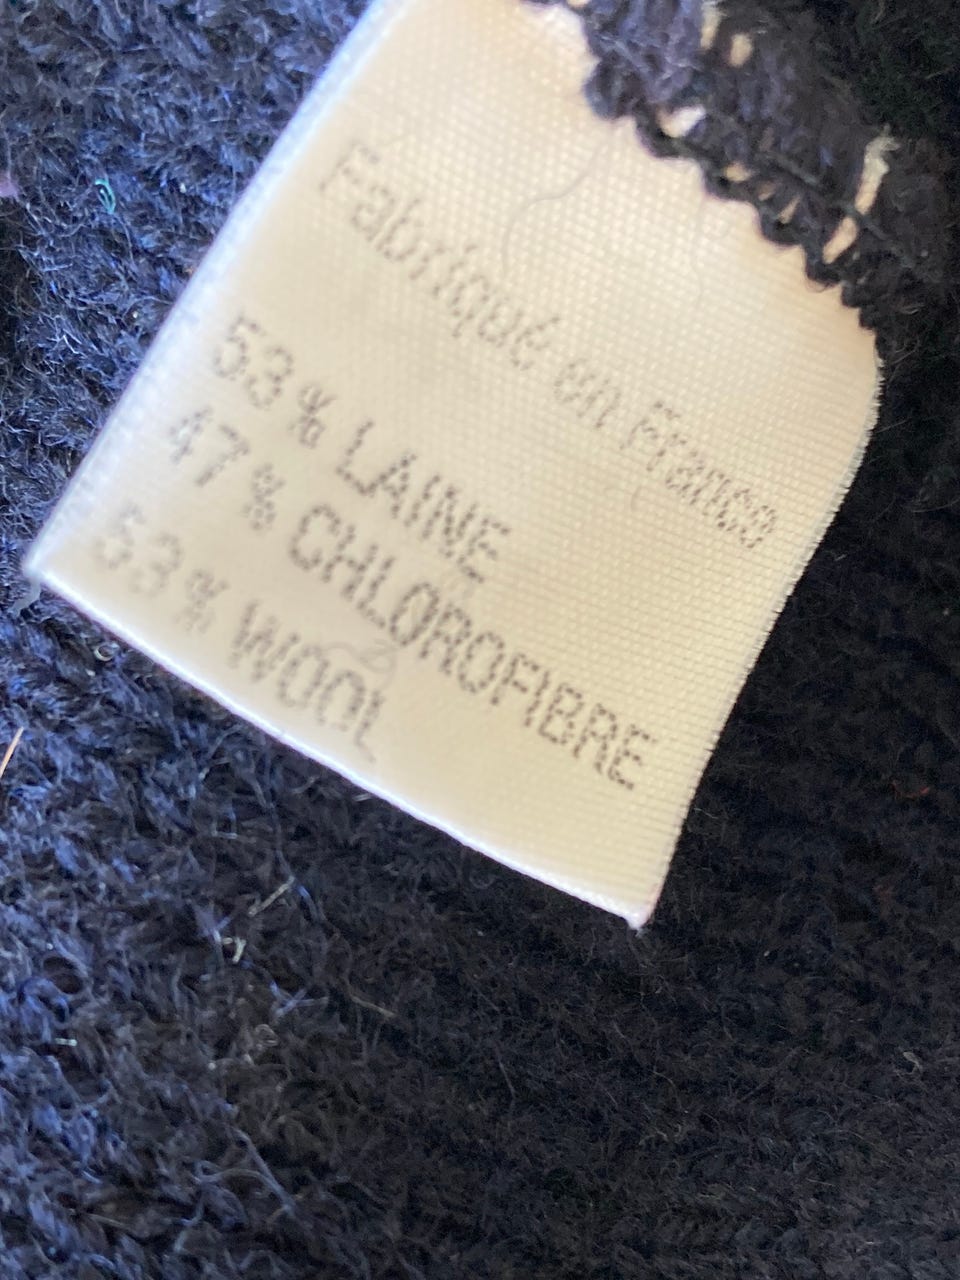 Fabriqué en France
53 % LAINE
47 % CHLOROFIBRE
53 % WOOL